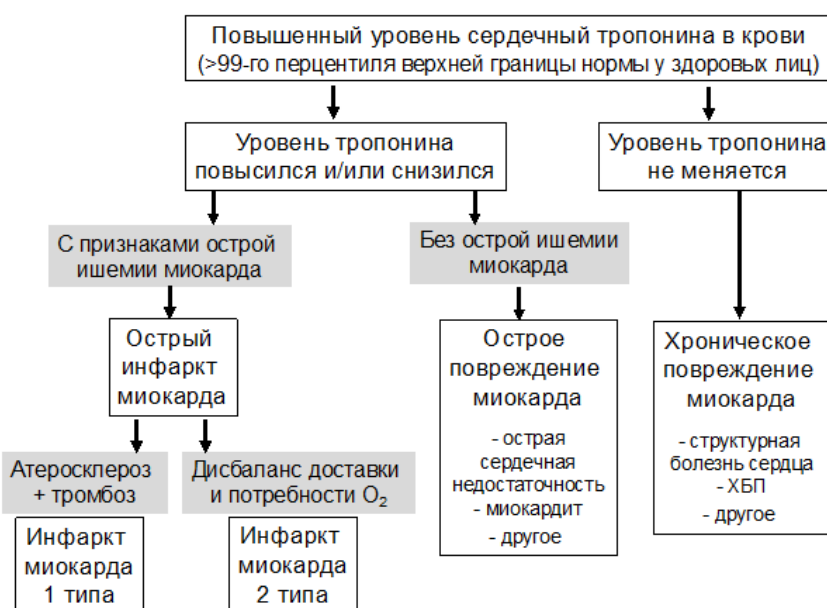 Повышенный уровень сердечный тропонина в крови
(>99-го перцентиля верхней границы нормы у здоровых лиц)
Уровень тропонина
повысился и/или снизился
Уровень тропонина
не меняется
С признаками острой
ишемии миокарда
Без острой ишемии
миокарда
Острый
инфаркт
миокарда
Острое
повреждение
миокарда
- острая
сердечная
недостаточность
- миокардит
- другое
Хроническое
повреждение
миокарда
- структурная
болезнь сердца
- ХБП
- другое
Атеросклероз
+ тромбоз
Дисбаланс доставки
и потребности O₂
Инфаркт
миокарда
1 типа
Инфаркт
миокарда
2 типа